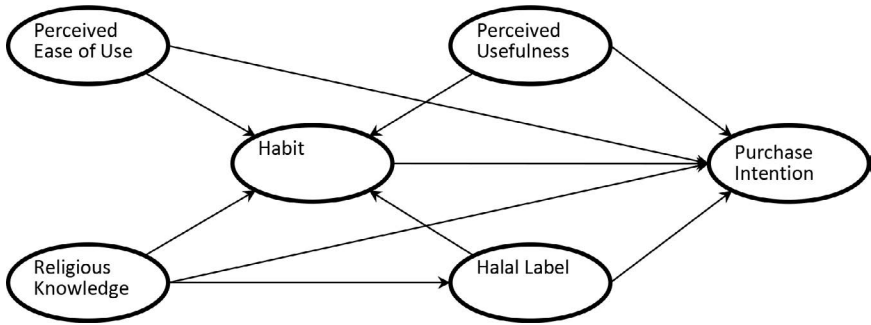 Perceived
Ease of Use
Perceived
Usefulness
Habit
Purchase
Intention
Religious
Knowledge
Halal Label